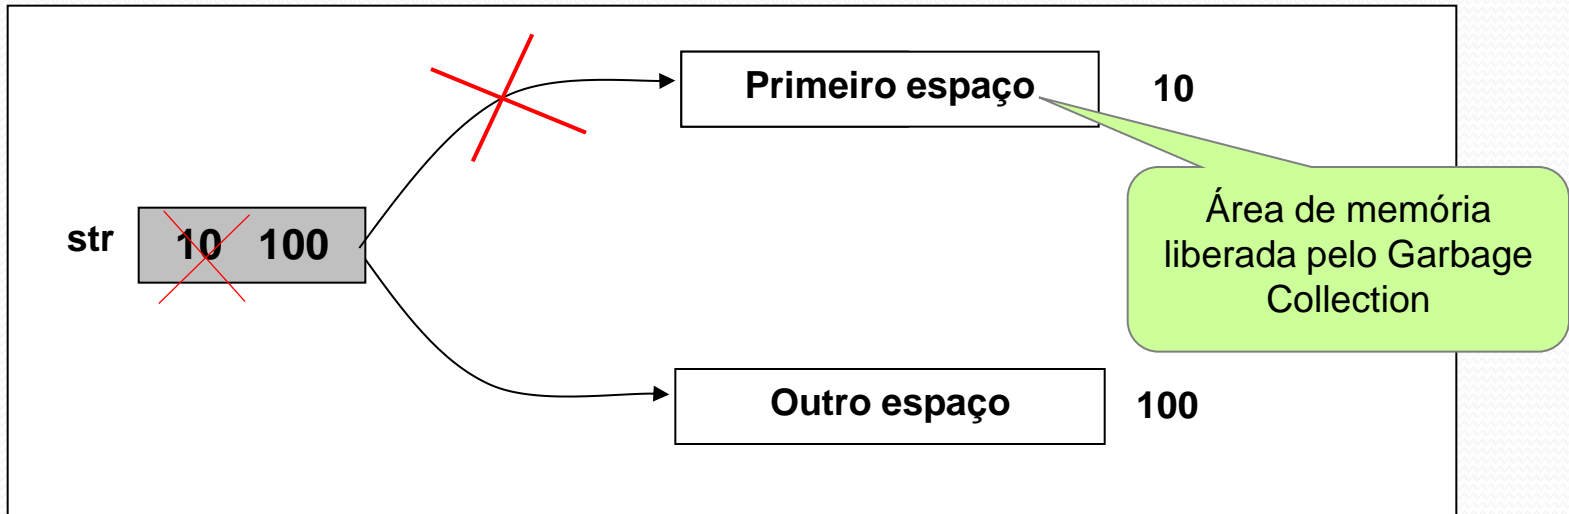 Primeiro espaço 10
Área de memória
liberada pelo Garbage
Collection
str 10 100
Outro espaço 100